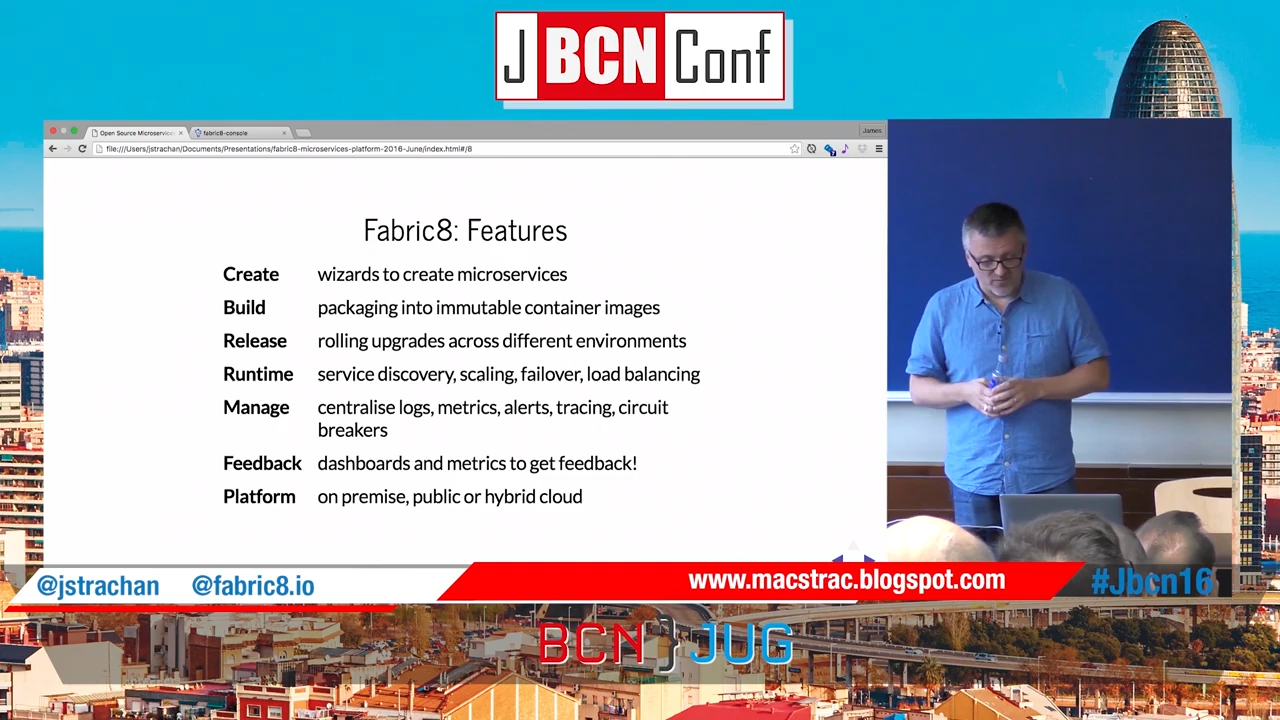 J BCN Conf
Open Source Microservices
fabric8-console
James
file:///Users/jstrachan/Documents/Presentations/fabric8-microservices-platform-2016-June/index.html#/8
Fabric8: Features
Create wizards to create microservices
Build packaging into immutable container images
Release rolling upgrades across different environments
Runtime service discovery, scaling, failover, load balancing
Manage centralise logs, metrics, alerts, tracing, circuit
breakers
Feedback dashboards and metrics to get feedback!
Platform on premise, public or hybrid cloud
@jstrachan @fabric8.io
www.macstrac.blogspot.com
#Jbcn16
BCN JUG